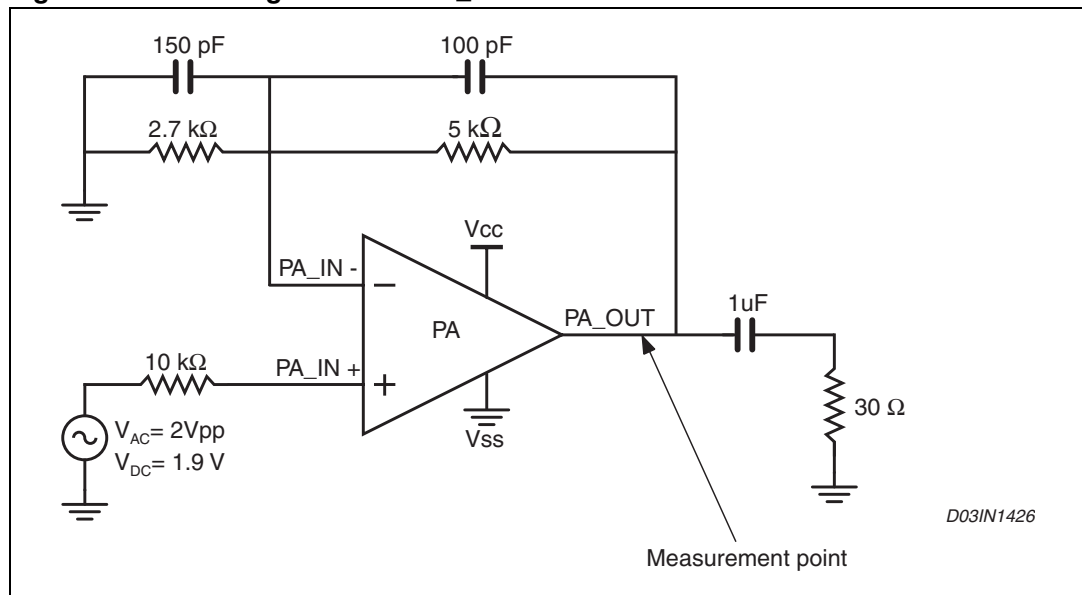 150 pF
100 pF
2.7 kΩ
5 kΩ
Vcc
PA_IN -
PA
PA_OUT
1uF
10 kΩ
PA_IN +
30 Ω
Vss
V_AC= 2Vpp
V_DC= 1.9 V
D03IN1426
Measurement point